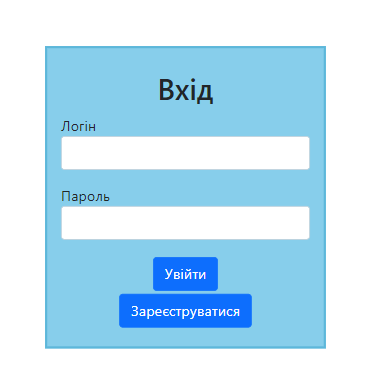 Вхід
Логін
Пароль
Увійти
Зареєструватися